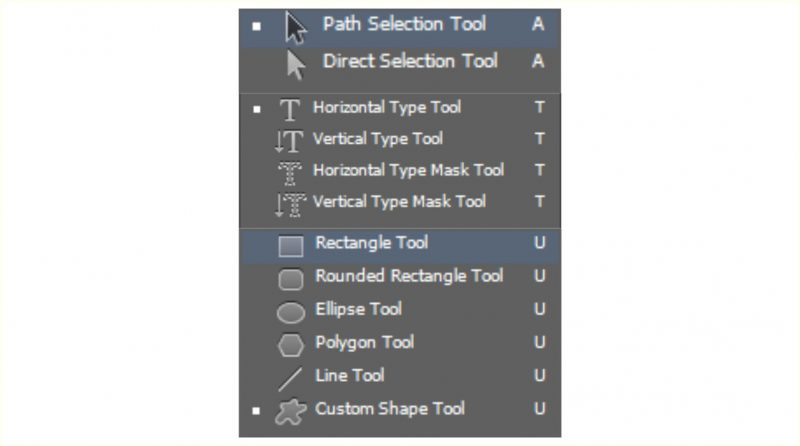 Path Selection Tool A
Direct Selection Tool A
Horizontal Type Tool T
Vertical Type Tool T
Horizontal Type Mask Tool T
Vertical Type Mask Tool T
Rectangle Tool U
Rounded Rectangle Tool U
Ellipse Tool U
Polygon Tool U
Line Tool U
Custom Shape Tool U